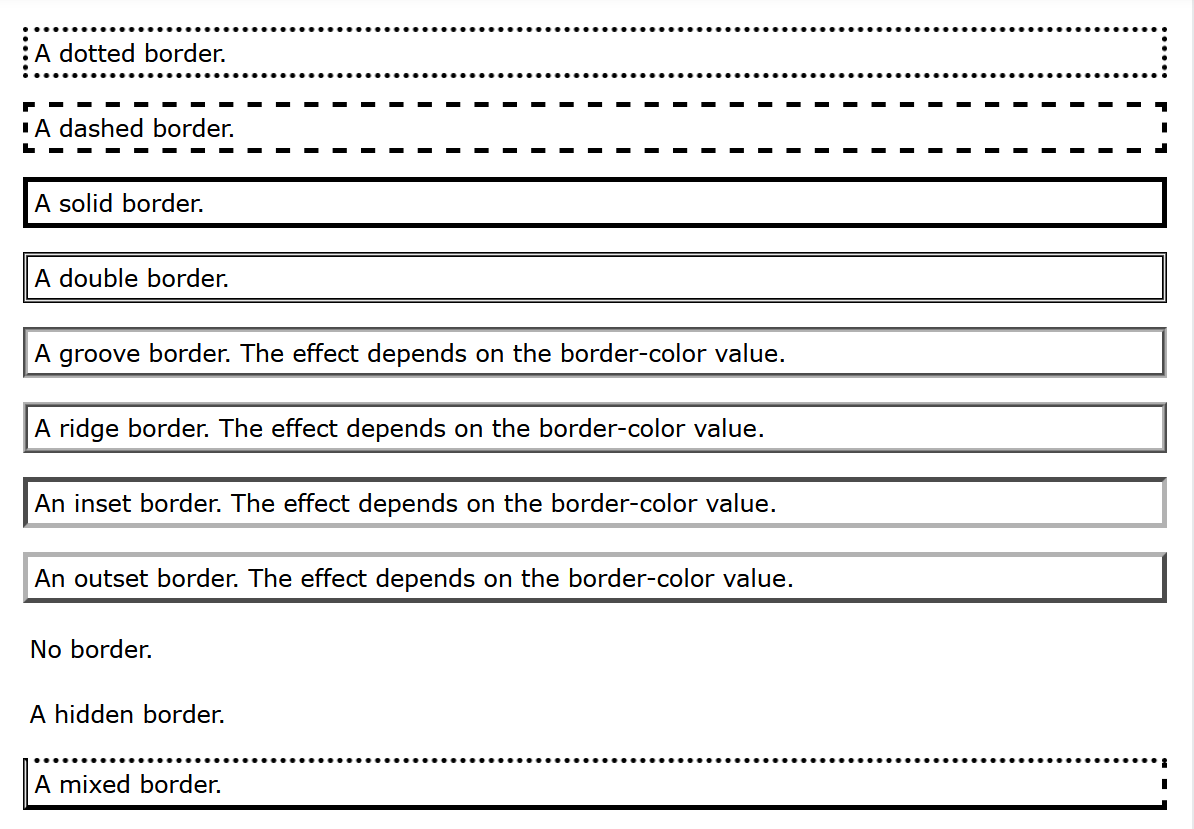 A dotted border.
A dashed border.
A solid border.
A double border.
A groove border. The effect depends on the border-color value.
A ridge border. The effect depends on the border-color value.
An inset border. The effect depends on the border-color value.
An outset border. The effect depends on the border-color value.
No border.
A hidden border.
A mixed border.